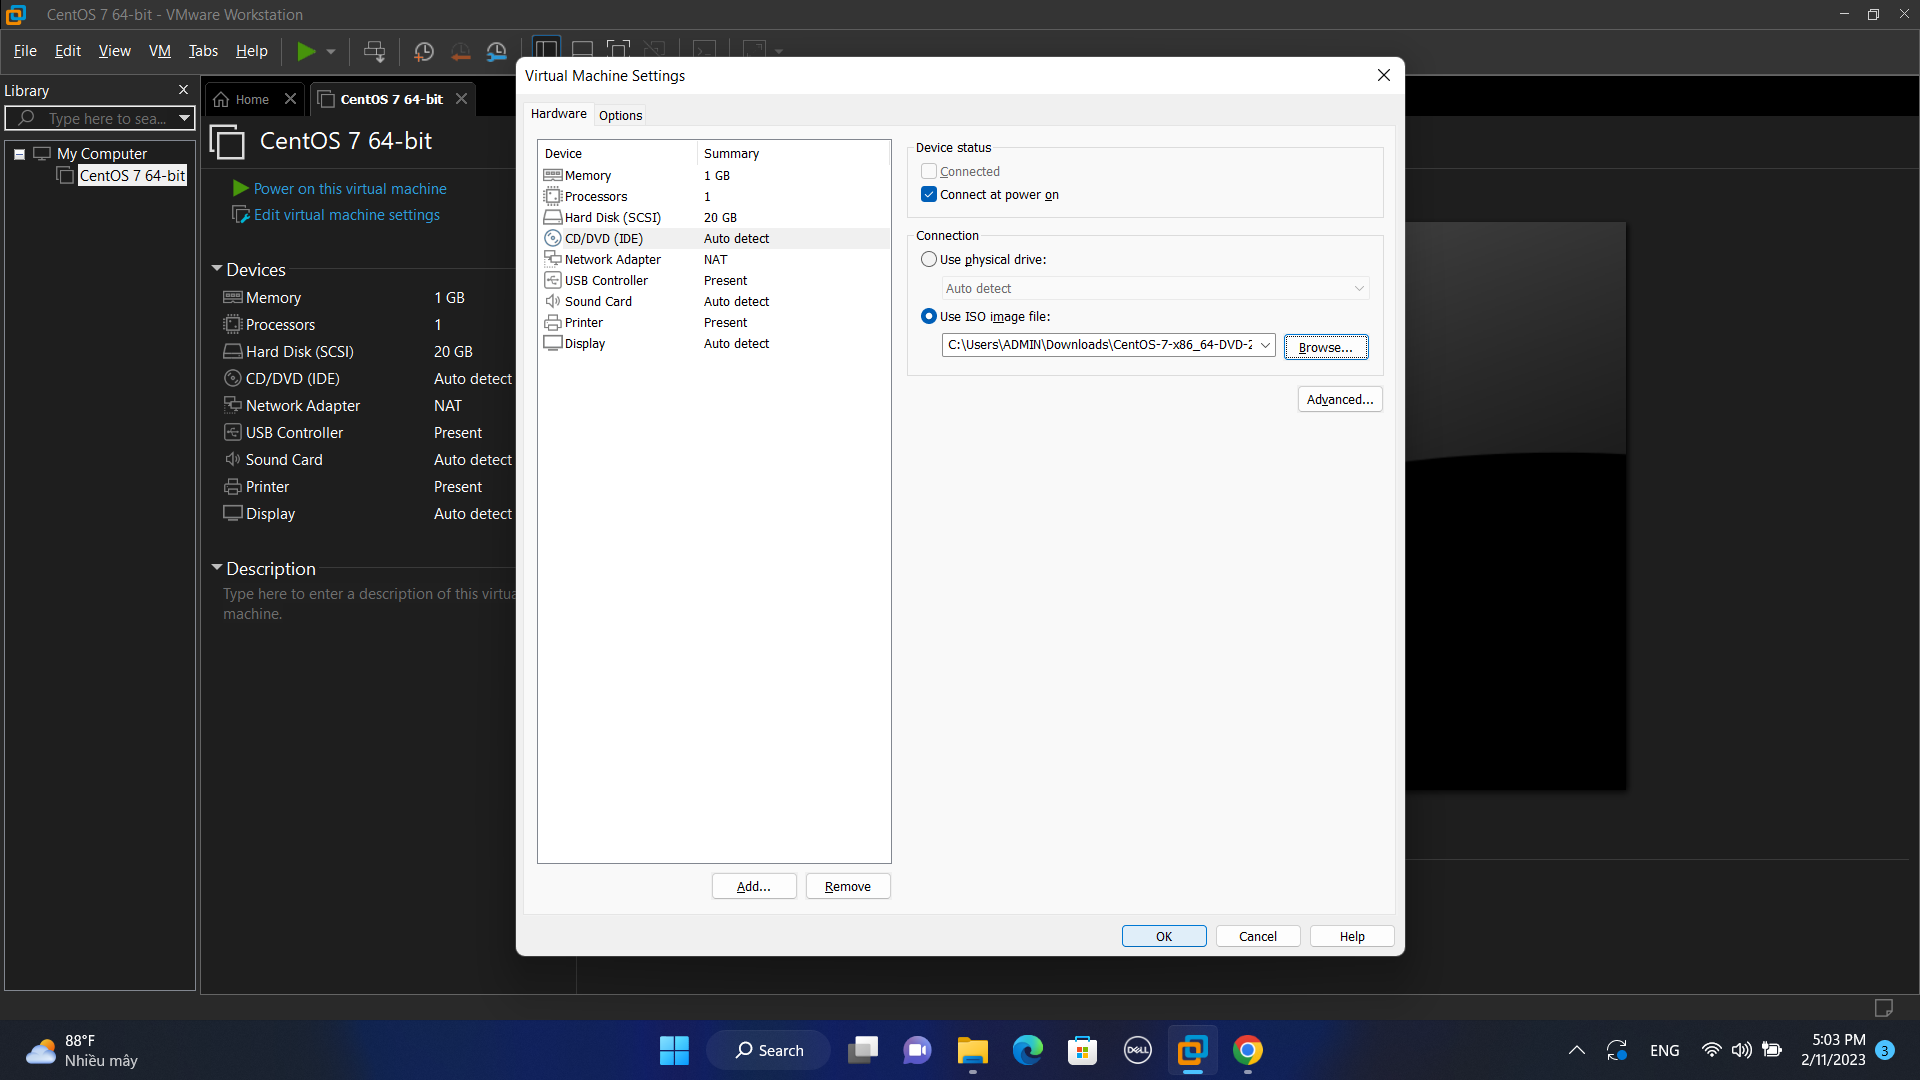 CentOS 7 64-bit - VMware Workstation
File Edit View VM Tabs Help
Library
Type here to sea...
My Computer
CentOS 7 64-bit
Home
CentOS 7 64-bit
CentOS 7 64-bit
Power on this virtual machine
Edit virtual machine settings
Devices
Memory 1 GB
Processors 1
Hard Disk (SCSI) 20 GB
CD/DVD (IDE) Auto detect
Network Adapter NAT
USB Controller Present
Sound Card Auto detect
Printer Present
Display Auto detect
Description
Type here to enter a description of this virtua
machine.
Virtual Machine Settings
Hardware Options
Device Summary
Memory 1 GB
Processors 1
Hard Disk (SCSI) 20 GB
CD/DVD (IDE) Auto detect
Network Adapter NAT
USB Controller Present
Sound Card Auto detect
Printer Present
Display Auto detect
Add... Remove
Device status
Connected
Connect at power on
Connection
Use physical drive:
Auto detect
Use ISO image file:
C:\Users\ADMIN\Downloads\CentOS-7-x86_64-DVD-2
Browse...
Advanced...
OK Cancel Help
88°F
Nhiều mây
Search
DELL
ENG
5:03 PM
2/11/2023
3